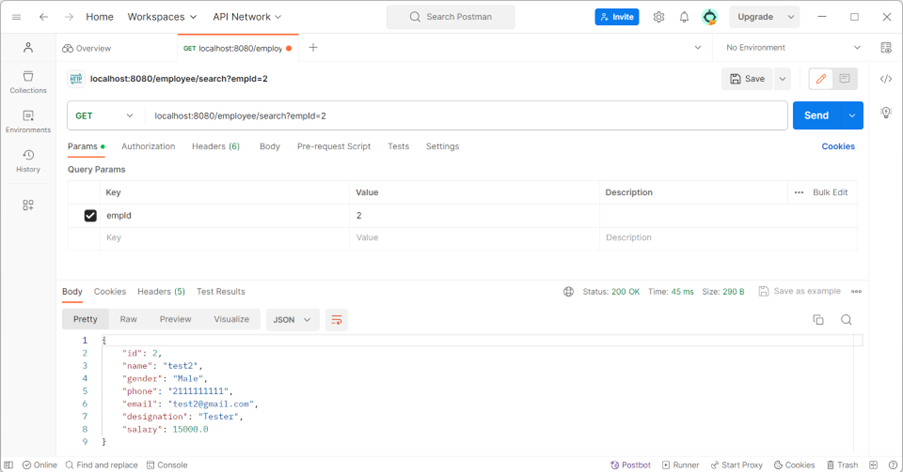 Home Workspaces API Network Search Postman Invite Upgrade
Overview GET localhost:8080/employ No Environment
HTTP localhost:8080/employee/search?empId=2 Save
GET localhost:8080/employee/search?empId=2 Send
Collections
Environments
History
Params Authorization Headers (6) Body Pre-request Script Tests Settings Cookies
Query Params
Key Value Description Bulk Edit
empId 2
Key Value Description
Body Cookies Headers (5) Test Results Status: 200 OK Time: 45 ms Size: 290 B Save as example
Pretty Raw Preview Visualize JSON
1 {
2 "id": 2,
3 "name": "test2",
4 "gender": "Male",
5 "phone": "2111111111",
6 "email": "test2@gmail.com",
7 "designation": "Tester",
8 "salary": 15000.0
9 }
Online Find and replace Console Postbot Runner Start Proxy Cookies Trash